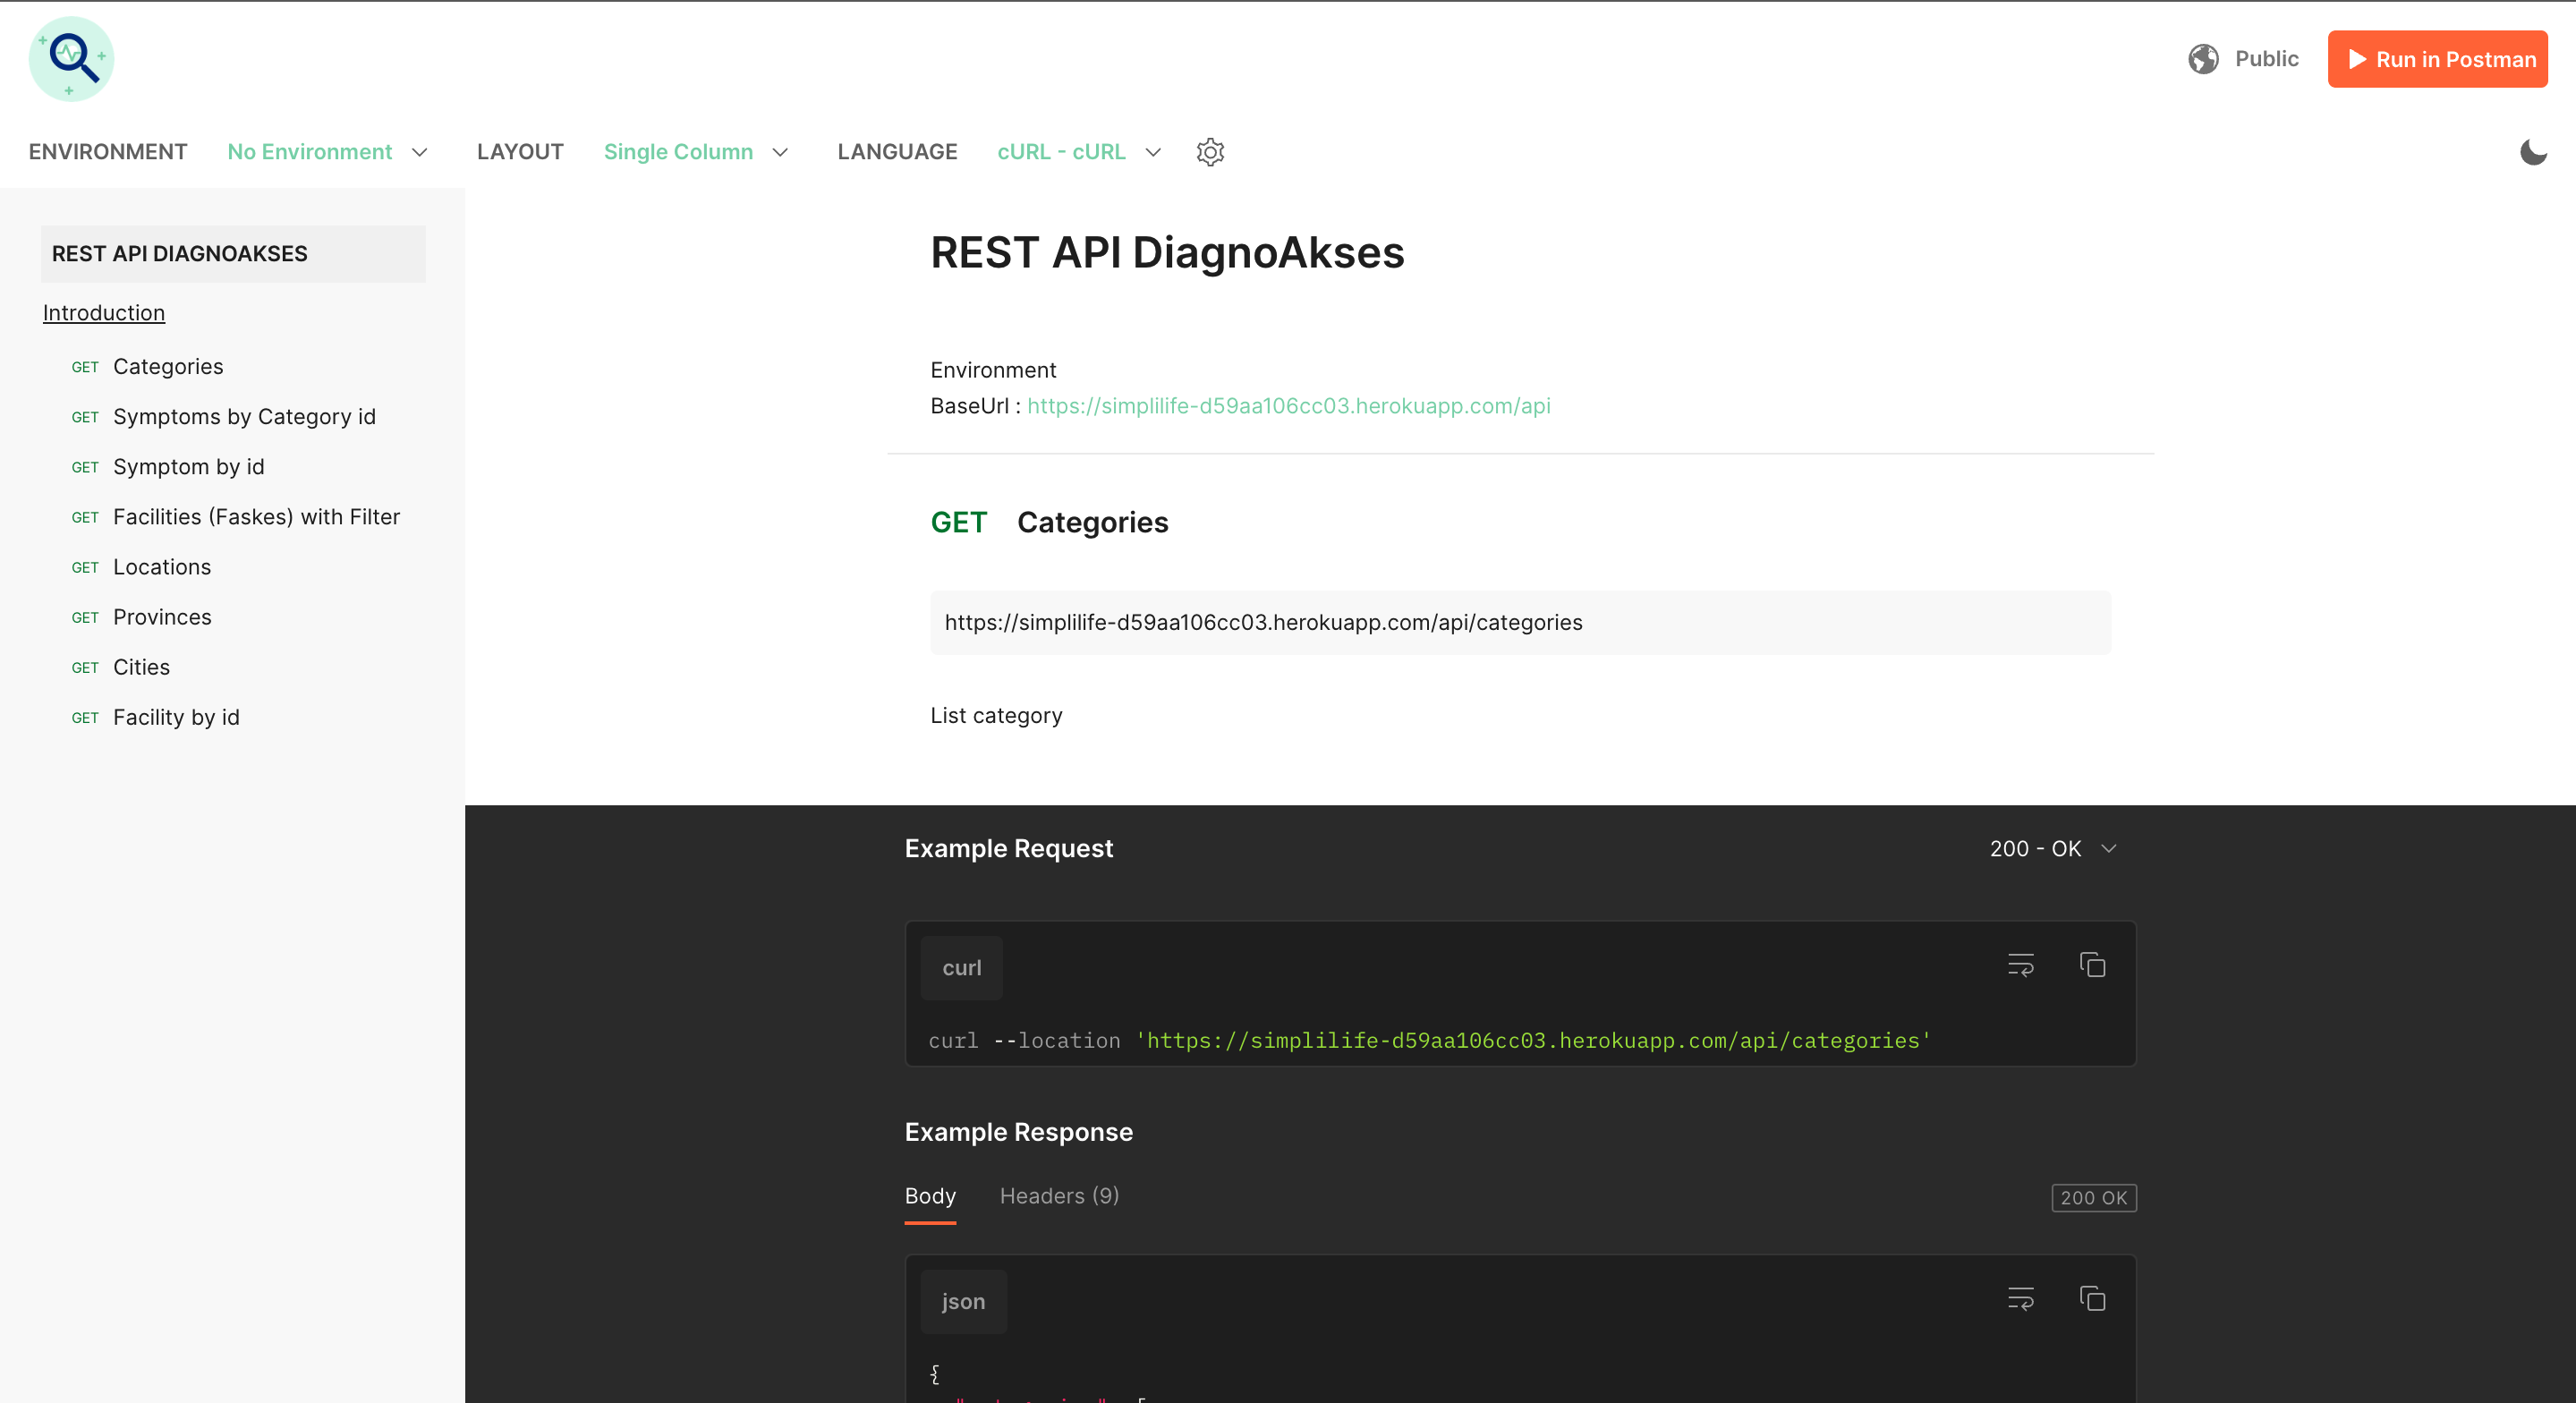 Public
Run in Postman
ENVIRONMENT No Environment LAYOUT Single Column LANGUAGE cURL - cURL
REST API DIAGNOAKSES
Introduction
GET Categories
GET Symptoms by Category id
GET Symptom by id
GET Facilities (Faskes) with Filter
GET Locations
GET Provinces
GET Cities
GET Facility by id
REST API DiagnoAkses
Environment
BaseUrl : https://simplilife-d59aa106cc03.herokuapp.com/api
GET Categories
https://simplilife-d59aa106cc03.herokuapp.com/api/categories
List category
Example Request 200 - OK
curl
curl --location 'https://simplilife-d59aa106cc03.herokuapp.com/api/categories'
Example Response
Body Headers (9) 200 OK
json
{